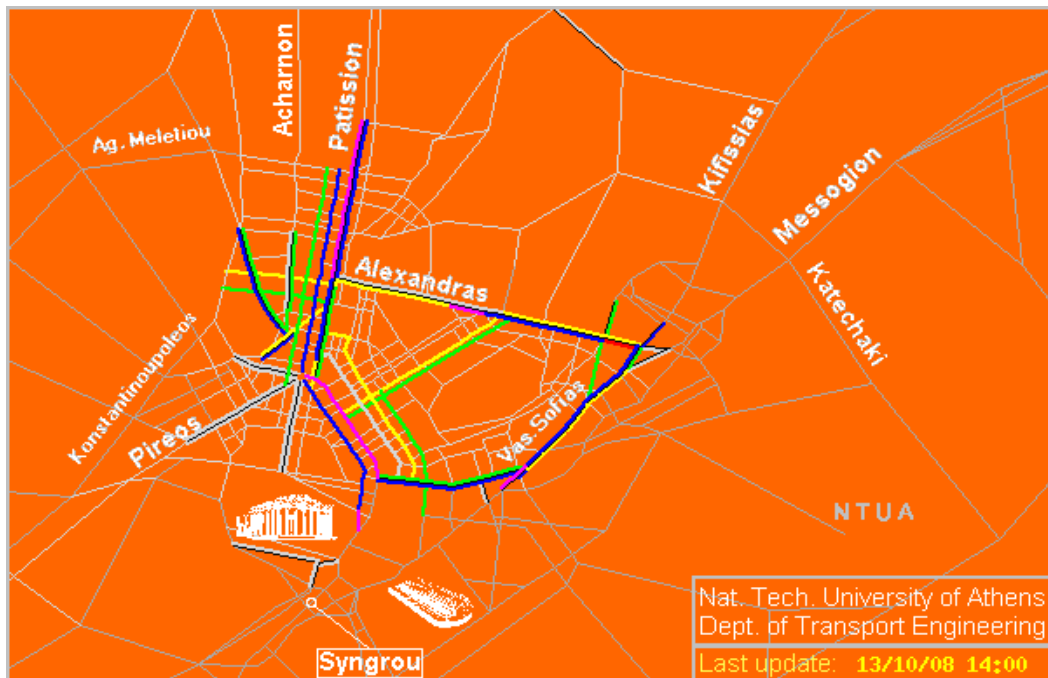 Acharnon
Patission
Ag. Meletiou
Kifissias
Messogion
Alexandras
Katechaki
Konstantinoupoleos
Pireos
Vas. Sofias
NTUA
Nat. Tech. University of Athens
Dept. of Transport Engineering
Syngrou
Last update: 13/10/08 14:00